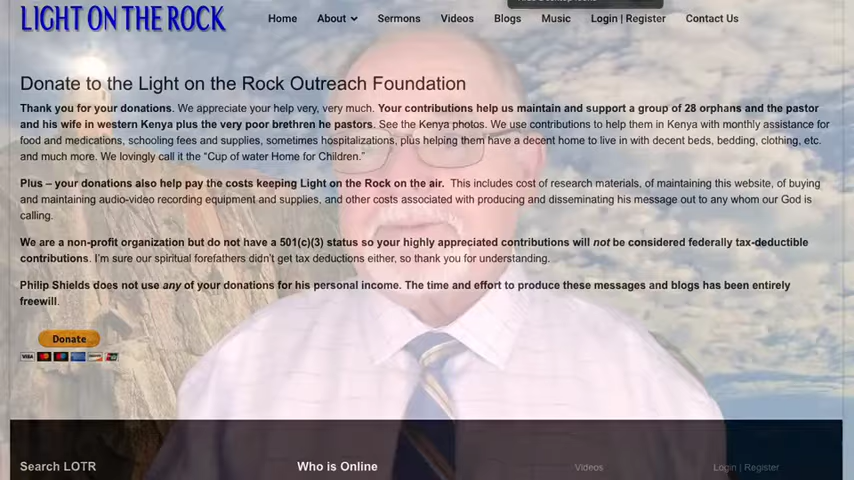 LIGHT ON THE ROCK
Home About Sermons Videos Blogs Music Login | Register Contact Us
Donate to the Light on the Rock Outreach Foundation
Thank you for your donations. We appreciate your help very, very much. Your contributions help us maintain and support a group of 28 orphans and the pastor
and his wife in western Kenya plus the very poor brethren he pastors. See the Kenya photos. We use contributions to help them in Kenya with monthly assistance for
food and medications, schooling fees and supplies, sometimes hospitalizations, plus helping them have a decent home to live in with decent beds, bedding, clothing, etc.
and much more. We lovingly call it the “Cup of water Home for Children.”
Plus – your donations also help pay the costs keeping Light on the Rock on the air. This includes cost of research materials, of maintaining this website, of buying
and maintaining audio-video recording equipment and supplies, and other costs associated with producing and disseminating his message out to any whom our God is
calling.
We are a non-profit organization but do not have a 501(c)(3) status so your highly appreciated contributions will not be considered federally tax-deductible
contributions. I’m sure our spiritual forefathers didn’t get tax deductions either, so thank you for understanding.
Philip Shields does not use any of your donations for his personal income. The time and effort to produce these messages and blogs has been entirely
freewill.
Donate
VISA
Search LOTR Who is Online Videos Login | Register